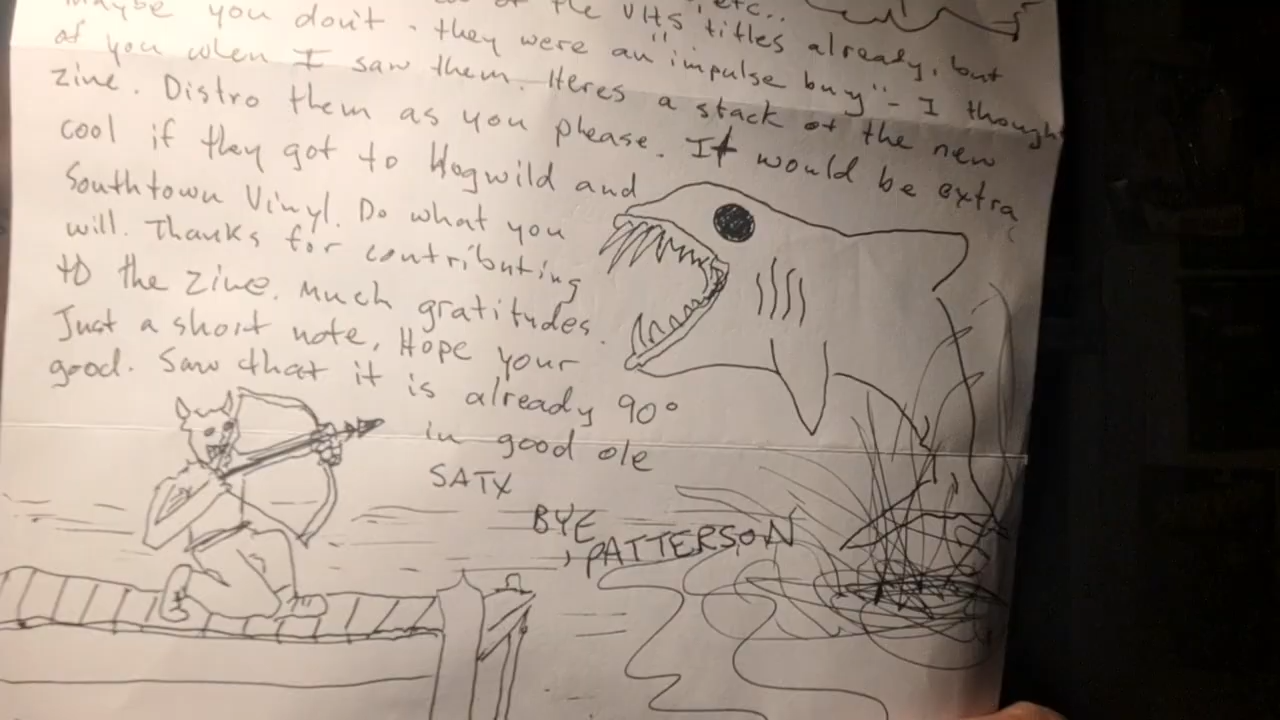 of the VHS titles already, but
Maybe you don't - they were an "impulse buy" - I thought
of you when I saw them. Heres a stack of the new
zine. Distro them as you please. It would be extra
cool if they got to Hogwild and
Southtown Vinyl. Do what you
will. Thanks for contributing
to the zine. Much gratitudes.
Just a short note, Hope your
good. Saw that it is already 90°
in good ole
SATX
BYE
, PATTERSON